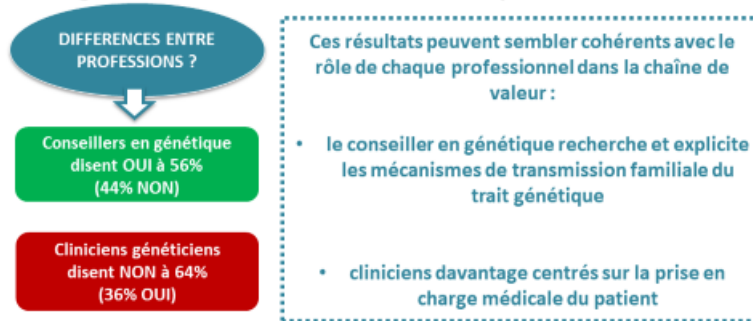 DIFFERENCES ENTRE
PROFESSIONS ?
Conseillers en génétique
disent OUI à 56%
(44% NON)
Cliniciens généticiens
disent NON à 64%
(36% OUI)
Ces résultats peuvent sembler cohérents avec le
rôle de chaque professionnel dans la chaîne de
valeur :
• le conseiller en génétique recherche et explicite
les mécanismes de transmission familiale du
trait génétique
• cliniciens davantage centrés sur la prise en
charge médicale du patient